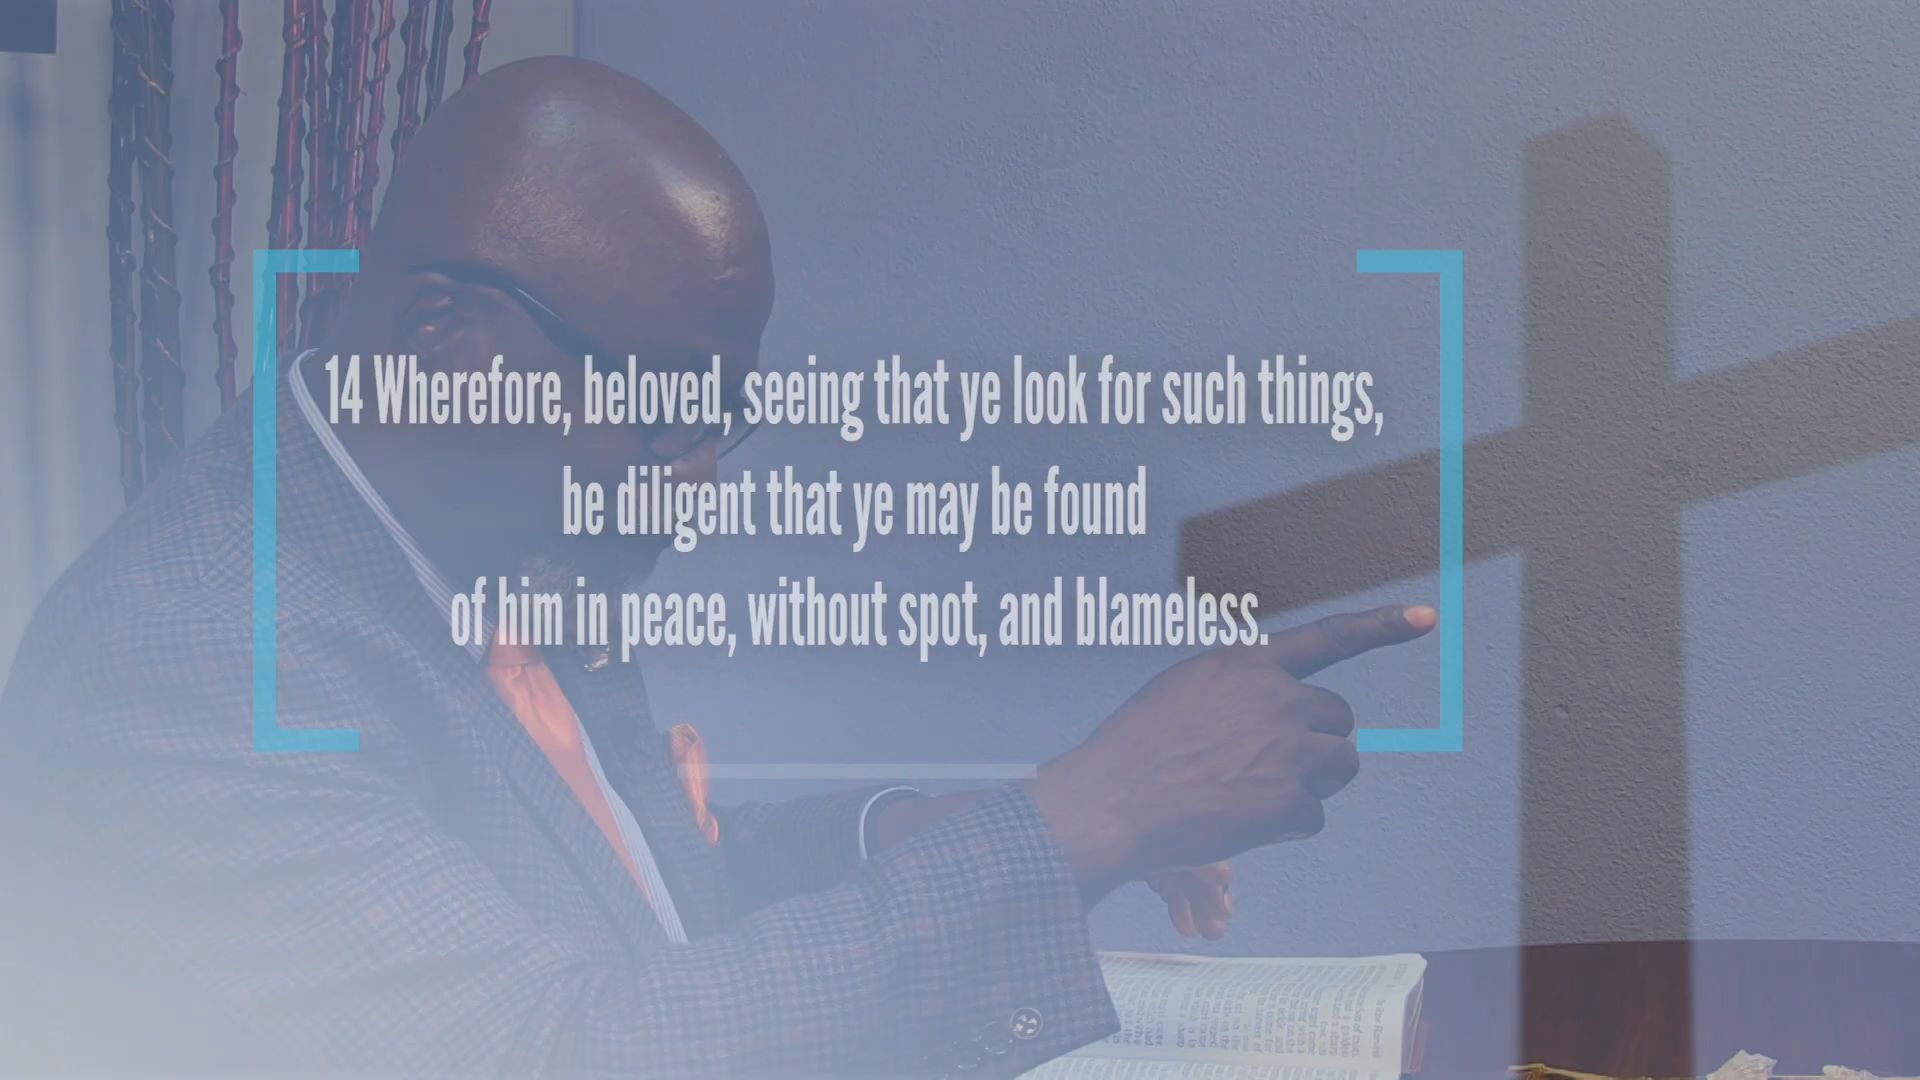 14 Wherefore, beloved, seeing that ye look for such things,
be diligent that ye may be found
of him in peace, without spot, and blameless.